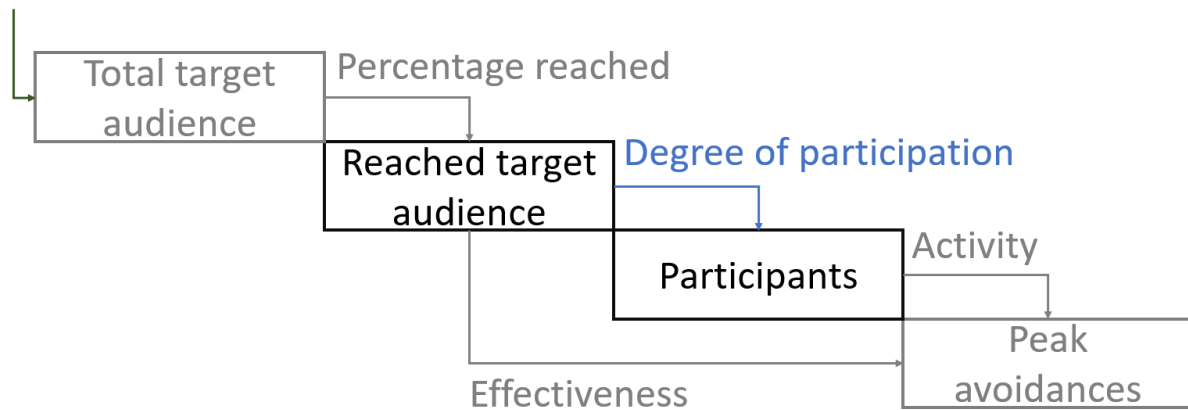 Total target
audience
Percentage reached
Reached target
audience
Degree of participation
Participants
Activity
Peak
avoidances
Effectiveness